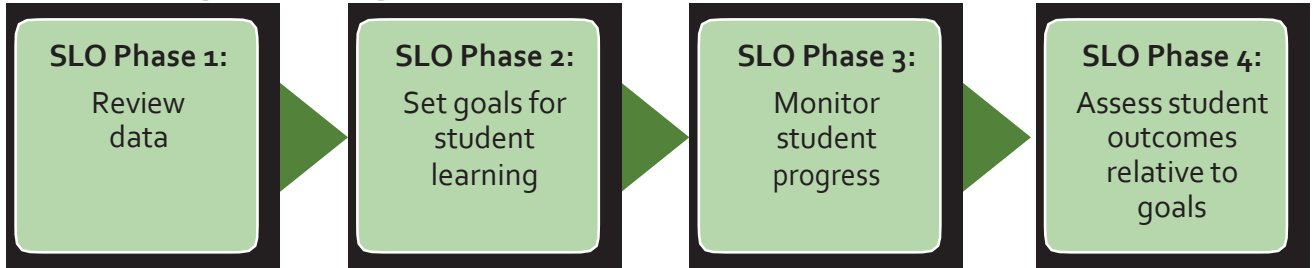 SLO Phase 1:
Review
data
SLO Phase 2:
Set goals for
student
learning
SLO Phase 3:
Monitor
student
progress
SLO Phase 4:
Assess student
outcomes
relative to
goals